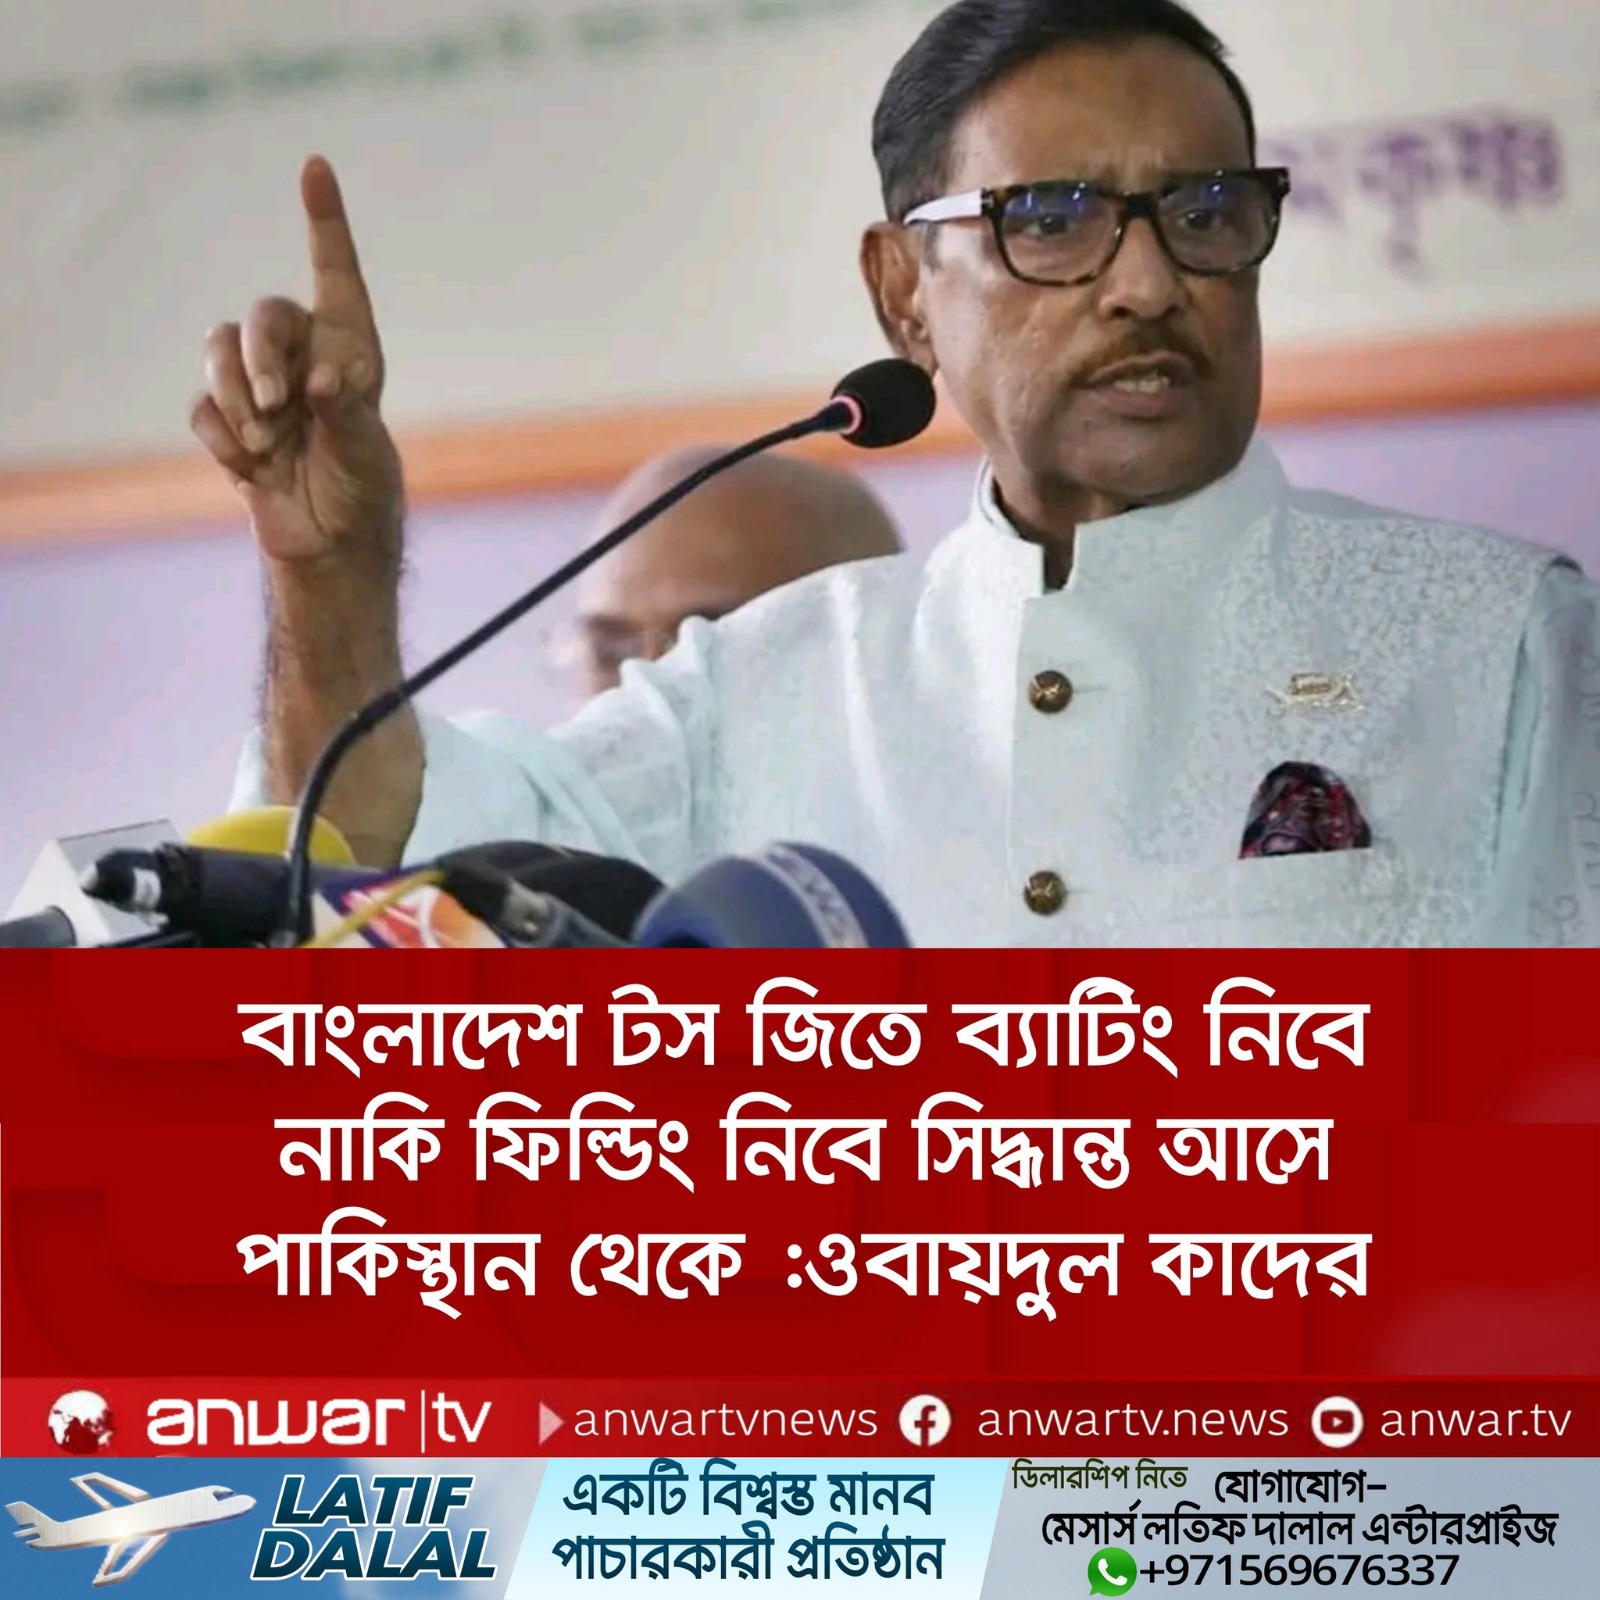 বাংলাদেশ টস জিতে ব্যাটিং নিবে
নাকি ফিল্ডিং নিবে সিদ্ধান্ত আসে
পাকিস্থান থেকে :ওবায়দুল কাদের
anwar|tv anwartvnews anwartv.news anwar.tv
LATIF
DALAL
একটি বিশ্বস্ত মানব
পাচারকারী প্রতিষ্ঠান
ডিলারশিপ নিতে যোগাযোগ-
মেসার্স লতিফ দালাল এন্টারপ্রাইজ
+971569676337